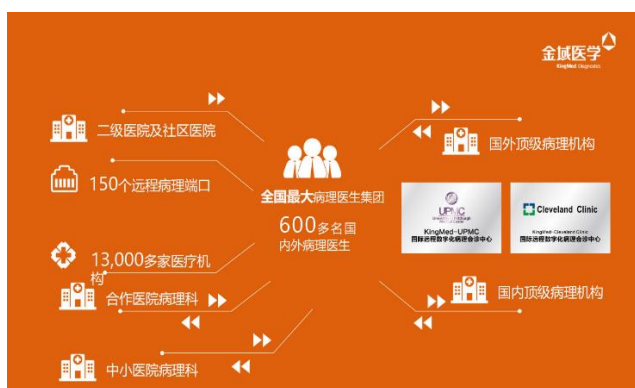 金域医学
KingMed Diagnostics
二级医院及社区医院
150个远程病理端口
13,000多家医疗机
构
合作医院病理科
中小医院病理科
全国最大病理医生集团
600多名国
内外病理医生
国外顶级病理机构
UPMC
KingMed-UPMC
国际远程数字化病理会诊中心
Cleveland Clinic
KingMed-Cleveland Clinic
国际远程数字化病理会诊中心
国内顶级病理机构